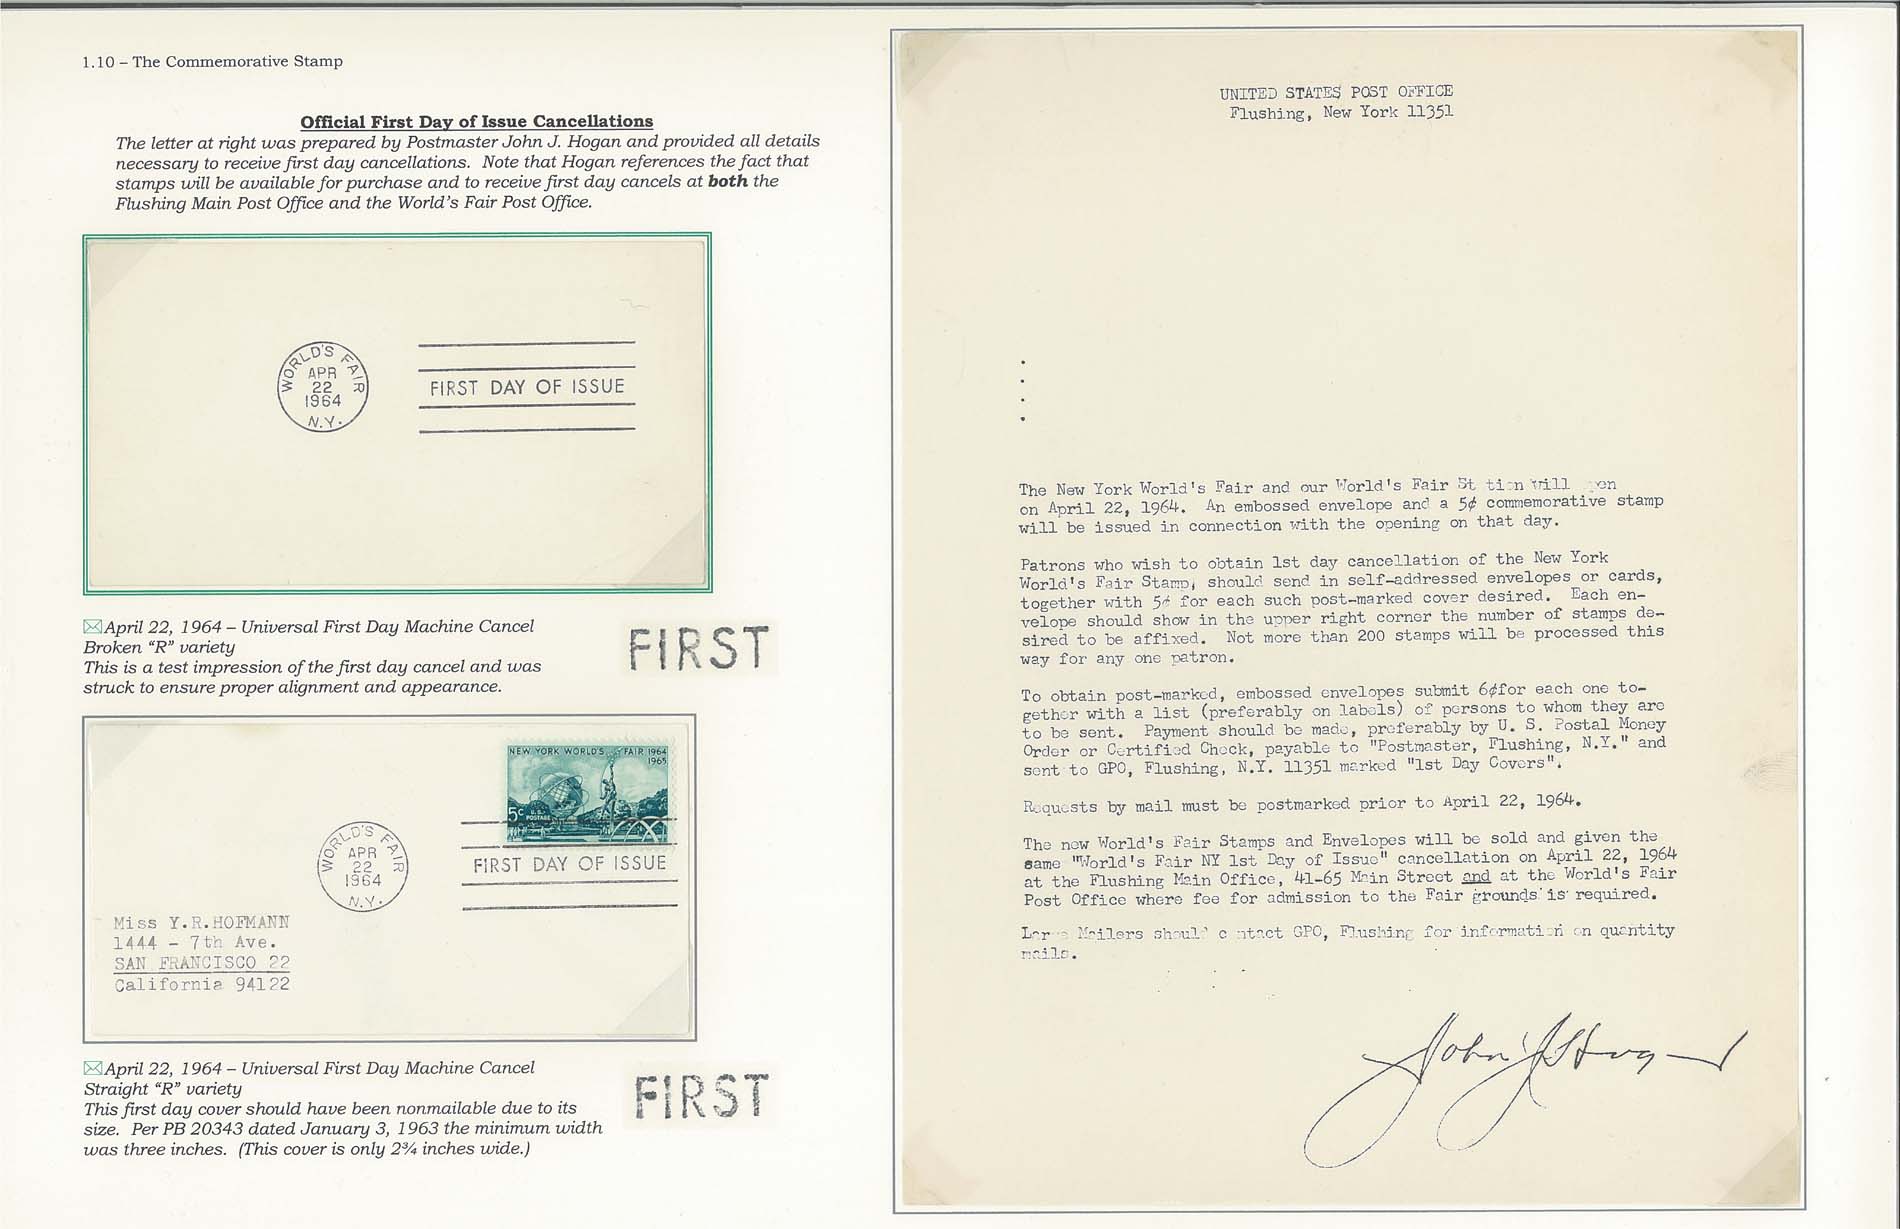 1.10 – The Commemorative Stamp
Official First Day of Issue Cancellations
The letter at right was prepared by Postmaster John J. Hogan and provided all details
necessary to receive first day cancellations. Note that Hogan references the fact that
stamps will be available for purchase and to receive first day cancels at both the
Flushing Main Post Office and the World's Fair Post Office.
WORLD'S FAIR
APR
22
1964
N.Y.
FIRST DAY OF ISSUE
April 22, 1964 – Universal First Day Machine Cancel
Broken "R" variety
This is a test impression of the first day cancel and was
struck to ensure proper alignment and appearance.
FIRST
NEW YORK WORLD'S FAIR 1964
1965
5c
U.S.
POSTAGE
WORLD'S FAIR
APR
22
1964
N.Y.
FIRST DAY OF ISSUE
Miss Y.R.HOFMANN
1444 - 7th Ave.
SAN FRANCISCO 22
California 94122
April 22, 1964 – Universal First Day Machine Cancel
Straight "R" variety
This first day cover should have been nonmailable due to its
size. Per PB 20343 dated January 3, 1963 the minimum width
was three inches. (This cover is only 2¾ inches wide.)
FIRST
UNITED STATES POST OFFICE
Flushing, New York 11351
The New York World's Fair and our World's Fair will
on April 22, 1964. An embossed envelope and a 5¢ commemorative stamp
will be issued in connection with the opening on that day.
Patrons who wish to obtain 1st day cancellation of the New York
World's Fair Stamp, should send in self-addressed envelopes or cards,
together with 5¢ for each such post-marked cover desired. Each en-
velope should show in the upper right corner the number of stamps de-
sired to be affixed. Not more than 200 stamps will be processed this
way for any one patron.
To obtain post-marked, embossed envelopes submit 6¢for each one to-
gether with a list (preferably on labels) of persons to whom they are
to be sent. Payment should be made, preferably by U. S. Postal Money
Order or Certified Check, payable to "Postmaster, Flushing, N.Y." and
sent to GPO, Flushing, N.Y. 11351 marked "1st Day Covers".
Requests by mail must be postmarked prior to April 22, 1964.
The new World's Fair Stamps and Envelopes will be sold and given the
same "World's Fair NY 1st Day of Issue" cancellation on April 22, 1964
at the Flushing Main Office, 41-65 Main Street and at the World's Fair
Post Office where fee for admission to the Fair grounds is required.
Mailers should contact GPO, Flushing for information on quantity
mails.
John J Hogan